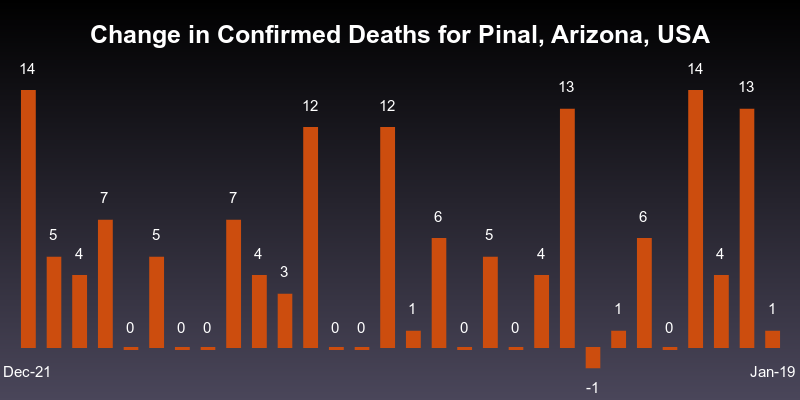 Change in Confirmed Deaths for Pinal, Arizona, USA
14 5 4 7 0 5 0 0 7 4 3 12 0 0 12 1 6 0 5 0 4 13 -1 1 6 0 14 4 13 1
Dec-21 Jan-19